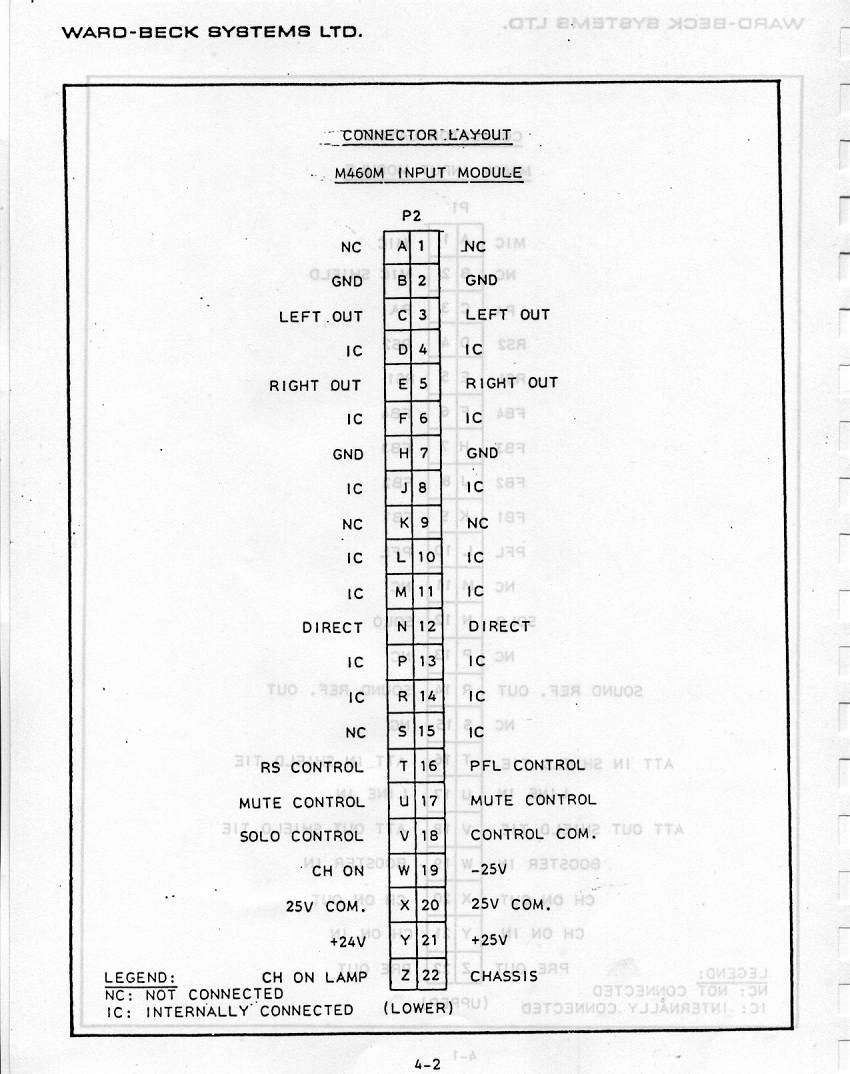 WARD-BECK SYSTEMS LTD.
CONNECTOR LAYOUT
M460M INPUT MODULE
P2
NC A 1 NC
GND B 2 GND
LEFT OUT C 3 LEFT OUT
IC D 4 IC
RIGHT OUT E 5 RIGHT OUT
IC F 6 IC
GND H 7 GND
IC J 8 IC
NC K 9 NC
IC L 10 IC
IC M 11 IC
DIRECT N 12 DIRECT
IC P 13 IC
IC R 14 IC
NC S 15 IC
RS CONTROL T 16 PFL CONTROL
MUTE CONTROL U 17 MUTE CONTROL
SOLO CONTROL V 18 CONTROL COM.
CH ON W 19 -25V
25V COM. X 20 25V COM.
+24V Y 21 +25V
LEGEND: CH ON LAMP Z 22 CHASSIS
NC: NOT CONNECTED
IC: INTERNALLY CONNECTED (LOWER)
4-2